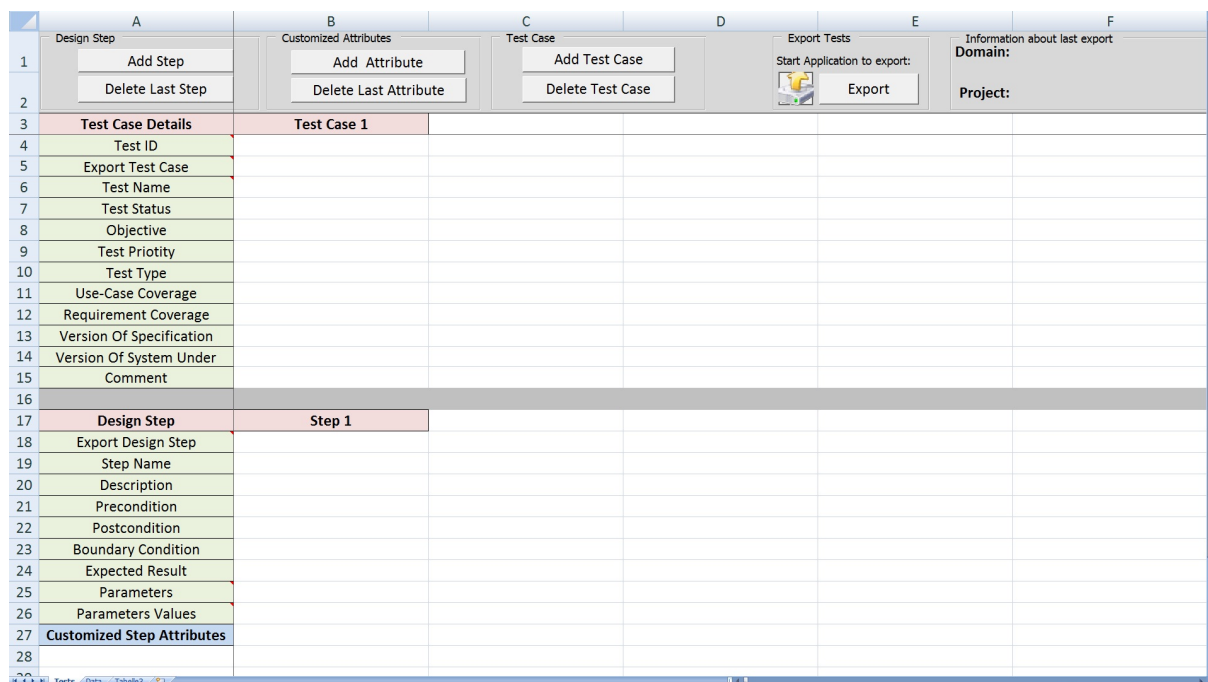 A B C D E F
Design Step Customized Attributes Test Case Export Tests Information about last export
1 Add Step Add Attribute Add Test Case Start Application to export: Domain:
2 Delete Last Step Delete Last Attribute Delete Test Case Export Project:
3 Test Case Details Test Case 1
4 Test ID
5 Export Test Case
6 Test Name
7 Test Status
8 Objective
9 Test Priotity
10 Test Type
11 Use-Case Coverage
12 Requirement Coverage
13 Version Of Specification
14 Version Of System Under
15 Comment
16
17 Design Step Step 1
18 Export Design Step
19 Step Name
20 Description
21 Precondition
22 Postcondition
23 Boundary Condition
24 Expected Result
25 Parameters
26 Parameters Values
27 Customized Step Attributes
28
Tests Data Tabelle3